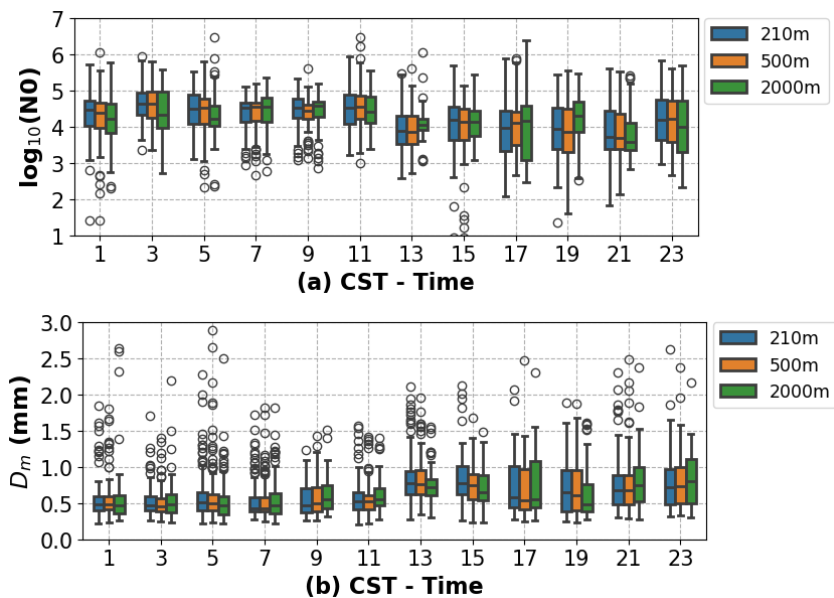 7
6
5
4
3
2
1
log₁₀(N0)
1 3 5 7 9 11 13 15 17 19 21 23
(a) CST - Time
210m
500m
2000m
3.0
2.5
2.0
1.5
1.0
0.5
0.0
Dₘ (mm)
1 3 5 7 9 11 13 15 17 19 21 23
(b) CST - Time
210m
500m
2000m